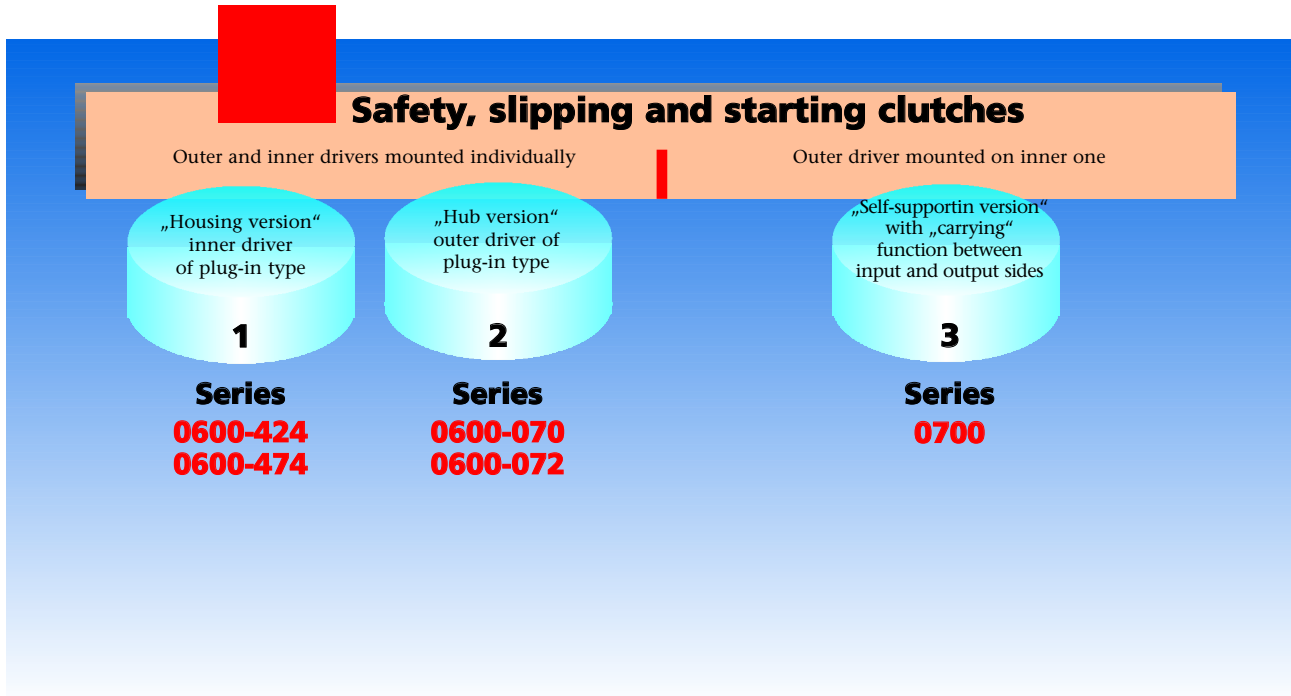 Safety, slipping and starting clutches
Outer and inner drivers mounted individually
Outer driver mounted on inner one
„Housing version“
inner driver
of plug-in type
1
Series
0600-424
0600-474
„Hub version“
outer driver of
plug-in type
2
Series
0600-070
0600-072
„Self-supportin version“
with „carrying“
function between
input and output sides
3
Series
0700